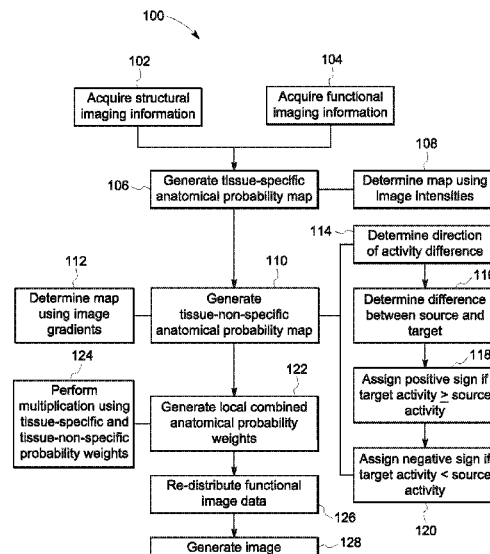 100
102
104
Acquire structural
imaging information
Acquire functional
imaging information
106
Generate tissue-specific
anatomical probability map
108
Determine map using
Image Intensities
114
Determine direction
of activity difference
112
Determine map
using image
gradients
110
Generate
tissue-non-specific
anatomical probability map
116
Determine difference
between source and
target
124
Perform
multiplication using
tissue-specific and
tissue-non-specific
probability weights
122
Generate local combined
anatomical probability
weights
118
Assign positive sign if
target activity ≥ source
activity
Assign negative sign if
target activity < source
activity
120
Re-distribute functional
image data
126
Generate image
128